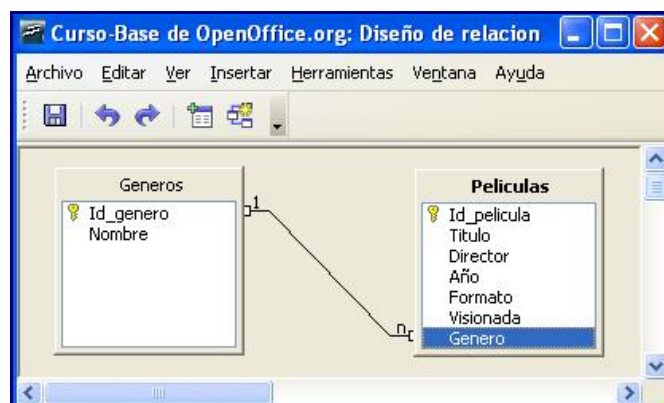 Curso-Base de OpenOffice.org: Diseño de relacion
Archivo Editar Ver Insertar Herramientas Ventana Ayuda
Generos
Id_genero
Nombre
1
n
Peliculas
Id_pelicula
Titulo
Director
Año
Formato
Visionada
Genero